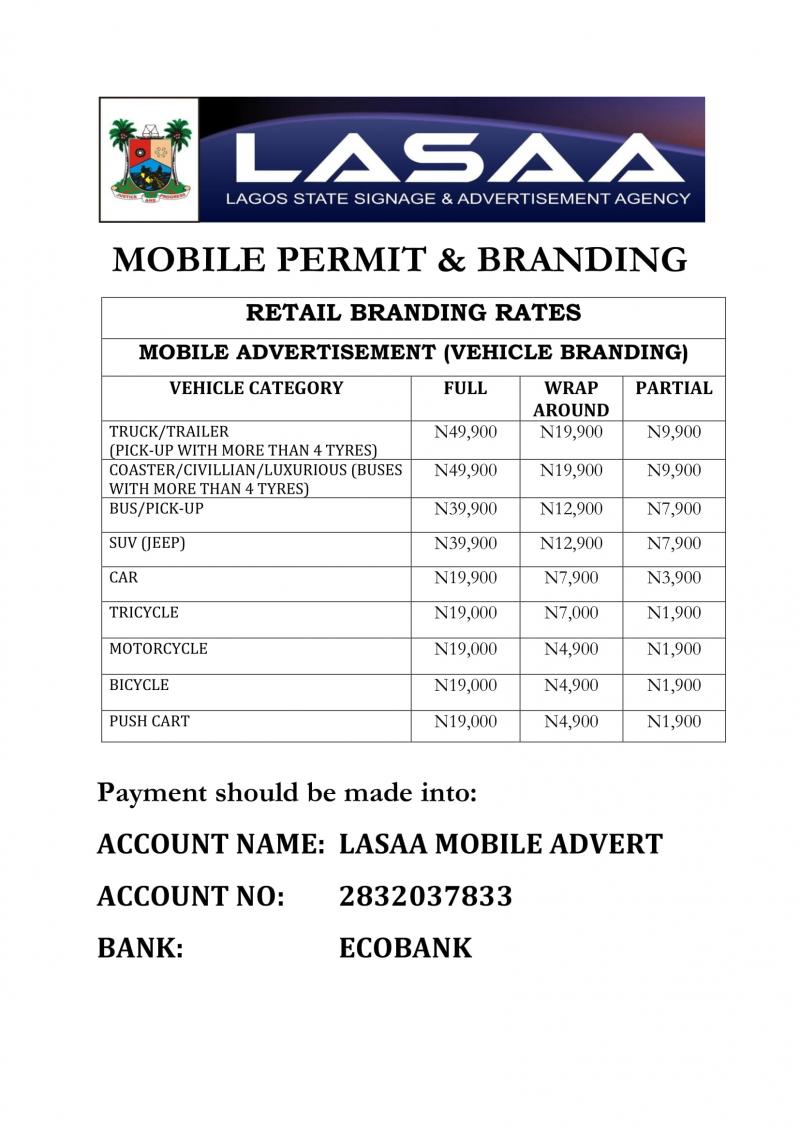 JUSTICE AND PROGRESS
LASAA
LAGOS STATE SIGNAGE & ADVERTISEMENT AGENCY
MOBILE PERMIT & BRANDING
RETAIL BRANDING RATES
MOBILE ADVERTISEMENT (VEHICLE BRANDING)
VEHICLE CATEGORY FULL WRAP AROUND PARTIAL
TRUCK/TRAILER N49,900 N19,900 N9,900
(PICK-UP WITH MORE THAN 4 TYRES)
COASTER/CIVILLIAN/LUXURIOUS (BUSES N49,900 N19,900 N9,900
WITH MORE THAN 4 TYRES)
BUS/PICK-UP N39,900 N12,900 N7,900
SUV (JEEP) N39,900 N12,900 N7,900
CAR N19,900 N7,900 N3,900
TRICYCLE N19,000 N7,000 N1,900
MOTORCYCLE N19,000 N4,900 N1,900
BICYCLE N19,000 N4,900 N1,900
PUSH CART N19,000 N4,900 N1,900
Payment should be made into:
ACCOUNT NAME: LASAA MOBILE ADVERT
ACCOUNT NO: 2832037833
BANK: ECOBANK